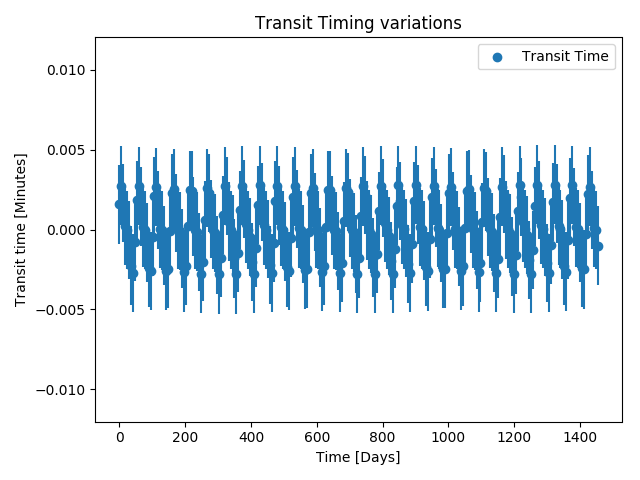 Transit Timing variations
Transit Time
Transit time [Minutes]
0.010
0.005
0.000
−0.005
−0.010
0 200 400 600 800 1000 1200 1400
Time [Days]